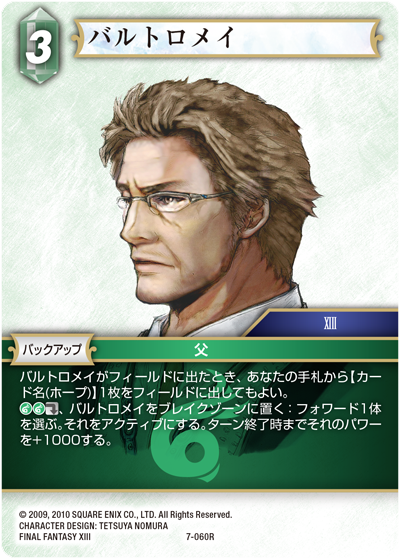 3
バルトロメイ
XIII
バックアップ
父
バルトロメイがフィールドに出たとき、あなたの手札から【カー
ド名(ホープ)】1枚をフィールドに出してもよい。
、バルトロメイをブレイクゾーンに置く：フォワード1体
を選ぶ。それをアクティブにする。ターン終了時までそれのパワー
を+1000する。
© 2009, 2010 SQUARE ENIX CO., LTD. All Rights Reserved.
CHARACTER DESIGN: TETSUYA NOMURA
FINAL FANTASY XIII
7-060R